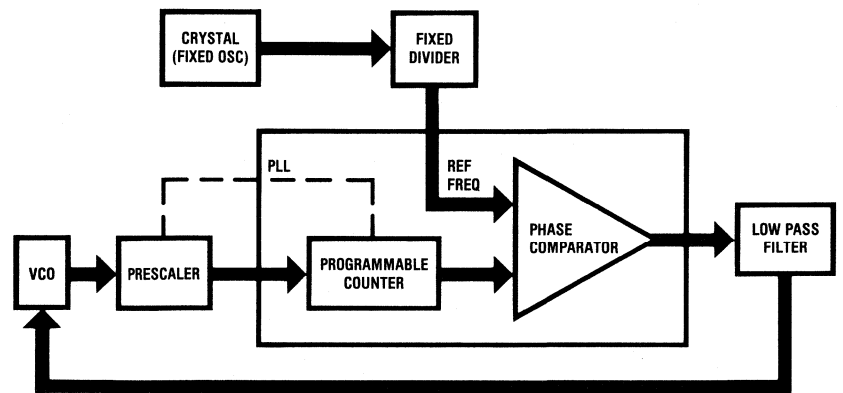 CRYSTAL
(FIXED OSC)
FIXED
DIVIDER
PLL
REF
FREQ
PHASE
COMPARATOR
LOW PASS
FILTER
VCO
PRESCALER
PROGRAMMABLE
COUNTER